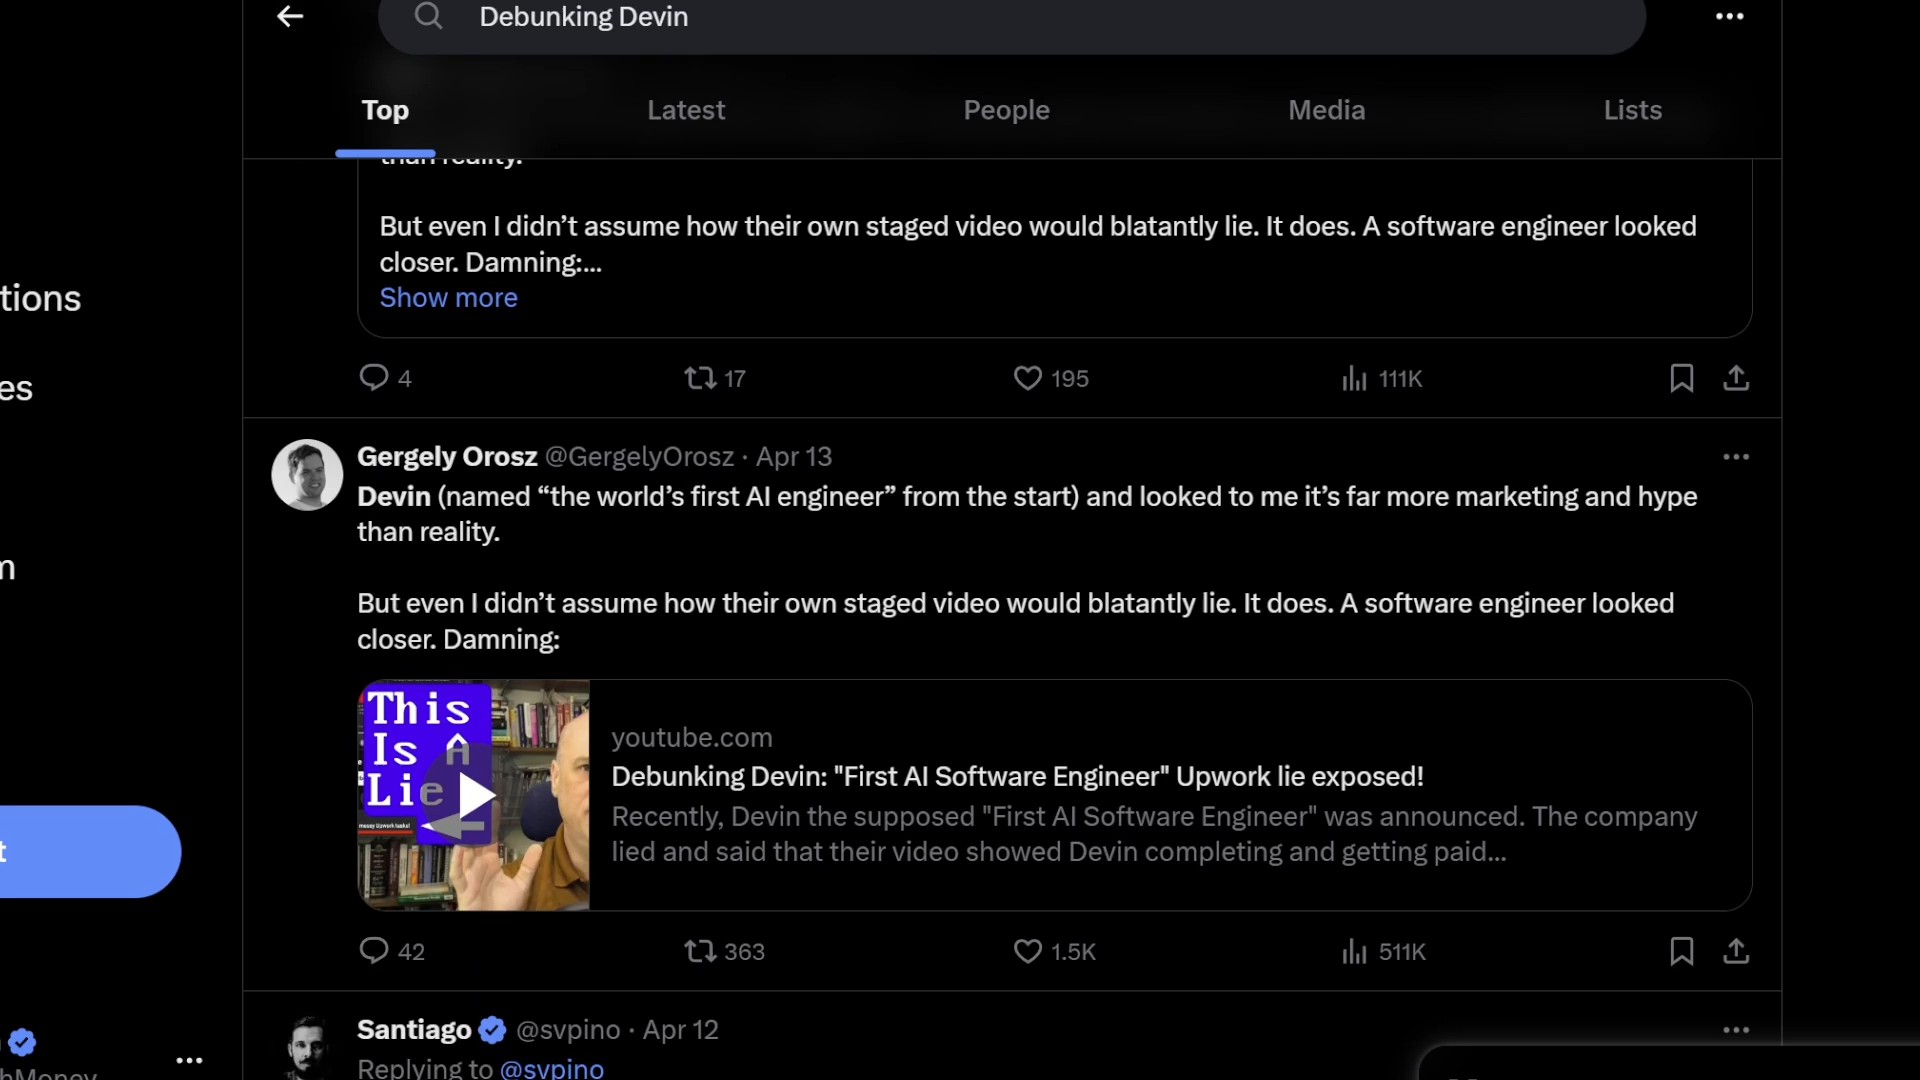 Debunking Devin
Top
Latest
People
Media
Lists
than reality.
But even I didn’t assume how their own staged video would blatantly lie. It does. A software engineer looked
closer. Damning:...
Show more
4
17
195
111K
tions
es
m
t
Gergely Orosz @GergelyOrosz · Apr 13
Devin (named “the world’s first AI engineer” from the start) and looked to me it’s far more marketing and hype
than reality.
But even I didn’t assume how their own staged video would blatantly lie. It does. A software engineer looked
closer. Damning:
This
Is A
Lie
messy Upwork tasks!
youtube.com
Debunking Devin: "First AI Software Engineer" Upwork lie exposed!
Recently, Devin the supposed "First AI Software Engineer" was announced. The company
lied and said that their video showed Devin completing and getting paid...
42
363
1.5K
511K
Santiago @svpino · Apr 12
Replying to @svpino
hMoney